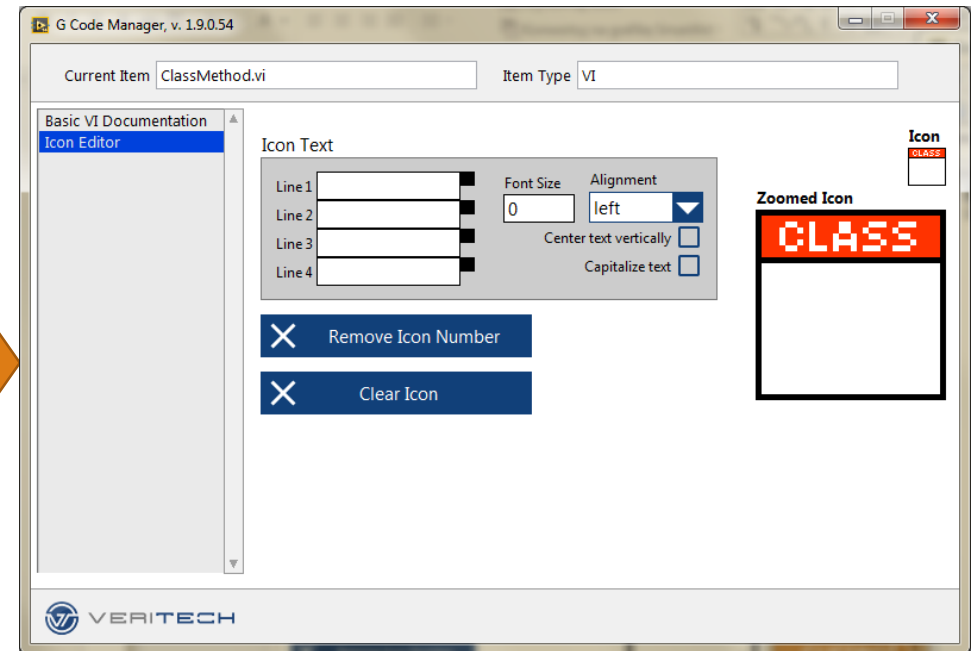 G Code Manager, v. 1.9.0.54
Current Item ClassMethod.vi Item Type VI
Basic VI Documentation
Icon Editor
Icon Text
Line 1
Line 2
Line 3
Line 4
Font Size
0
Alignment
left
Center text vertically
Capitalize text
Remove Icon Number
Clear Icon
Icon
CLASS
Zoomed Icon
CLASS
VERITECH